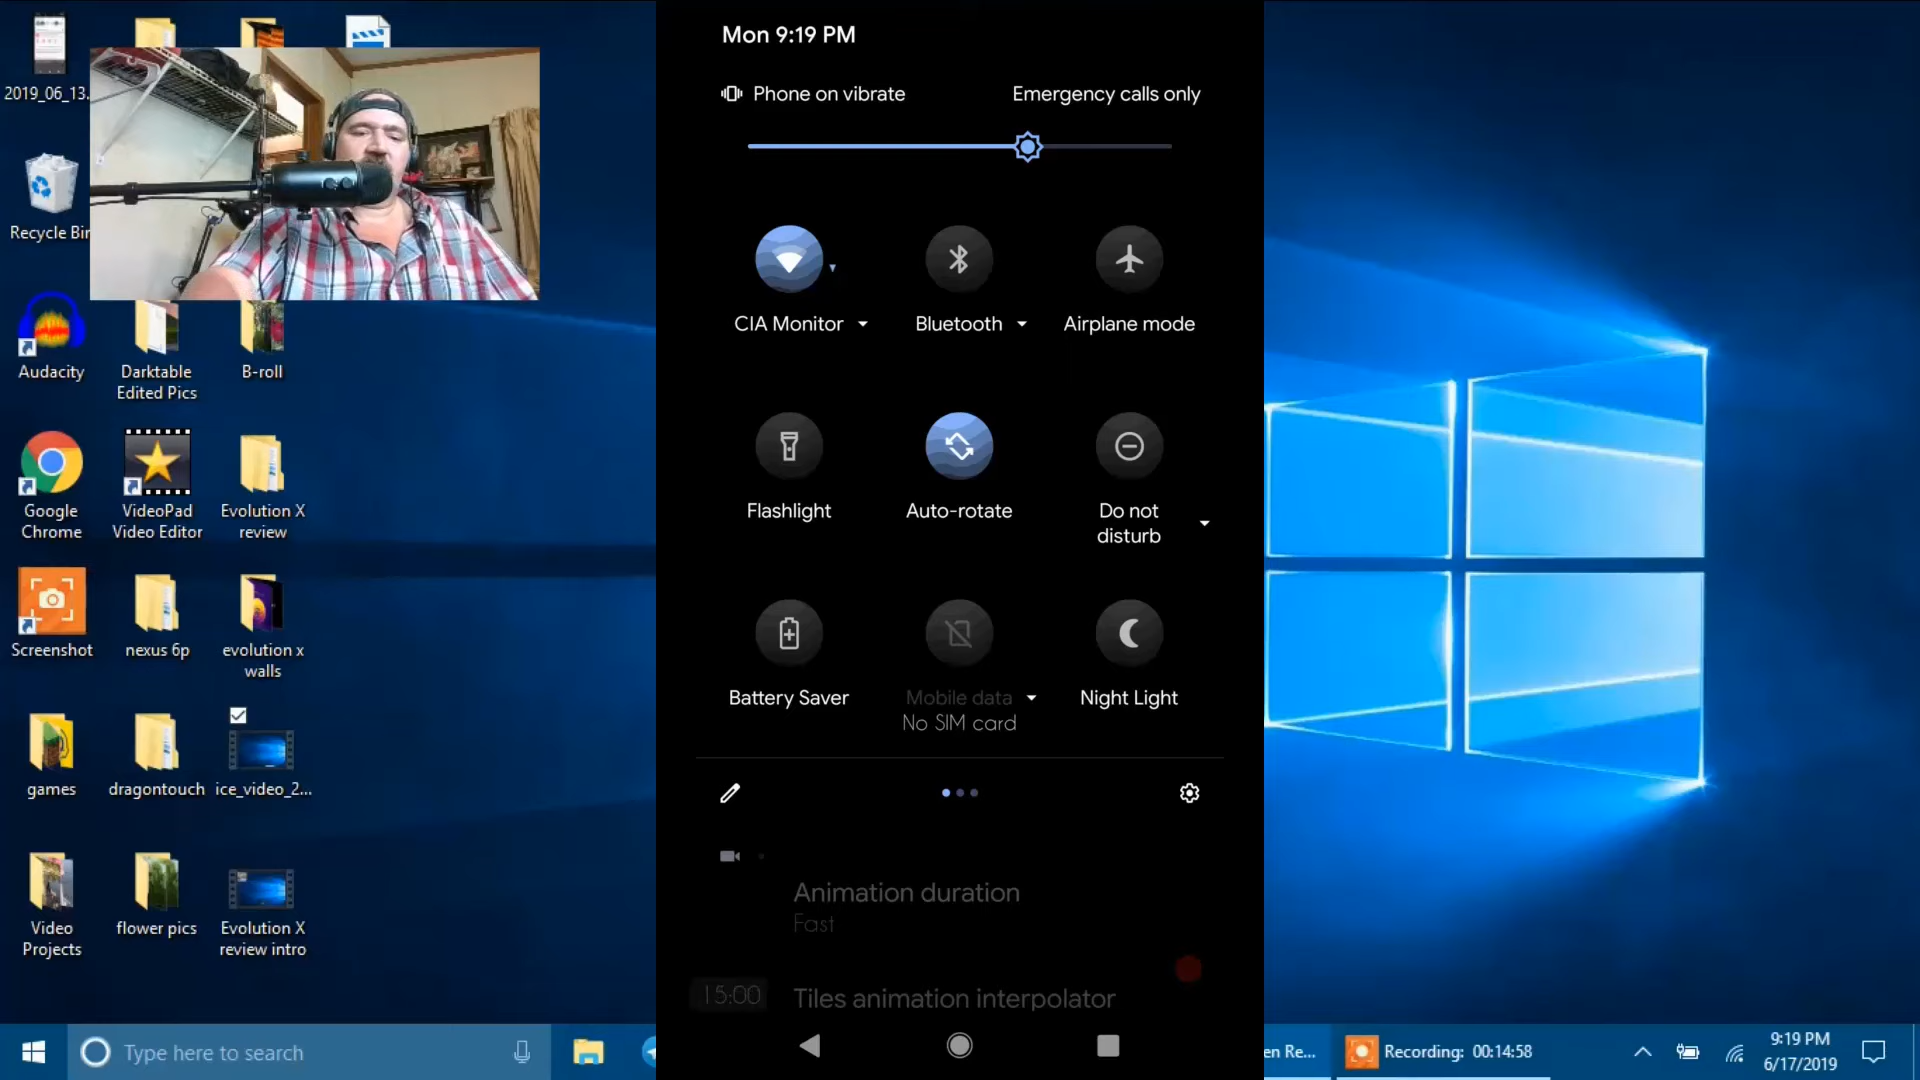 2019_06_13.
Recycle Bin
Audacity
Darktable
Edited Pics
B-roll
Google
Chrome
VideoPad
Video Editor
Evolution X
review
Screenshot
nexus 6p
evolution x
walls
games
dragontouch
ice_video_2...
Video
Projects
flower pics
Evolution X
review intro
Type here to search
Mon 9:19 PM
Phone on vibrate
Emergency calls only
CIA Monitor
Bluetooth
Airplane mode
Flashlight
Auto-rotate
Do not
disturb
Battery Saver
Mobile data
No SIM card
Night Light
Animation duration
Fast
15:00
Tiles animation interpolator
en Re...
Recording: 00:14:58
9:19 PM
6/17/2019